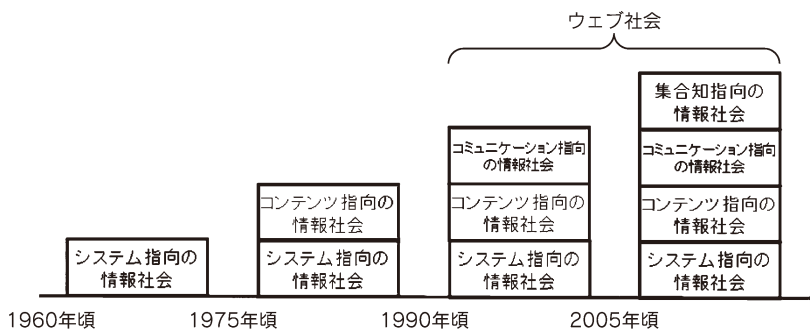 ウェブ社会
集合知指向の
情報社会
コミュニケーション指向
の情報社会
コミュニケーション指向
の情報社会
コンテンツ指向の
情報社会
コンテンツ指向の
情報社会
コンテンツ指向の
情報社会
システム指向の
情報社会
システム指向の
情報社会
システム指向の
情報社会
システム指向の
情報社会
1960年頃
1975年頃
1990年頃
2005年頃